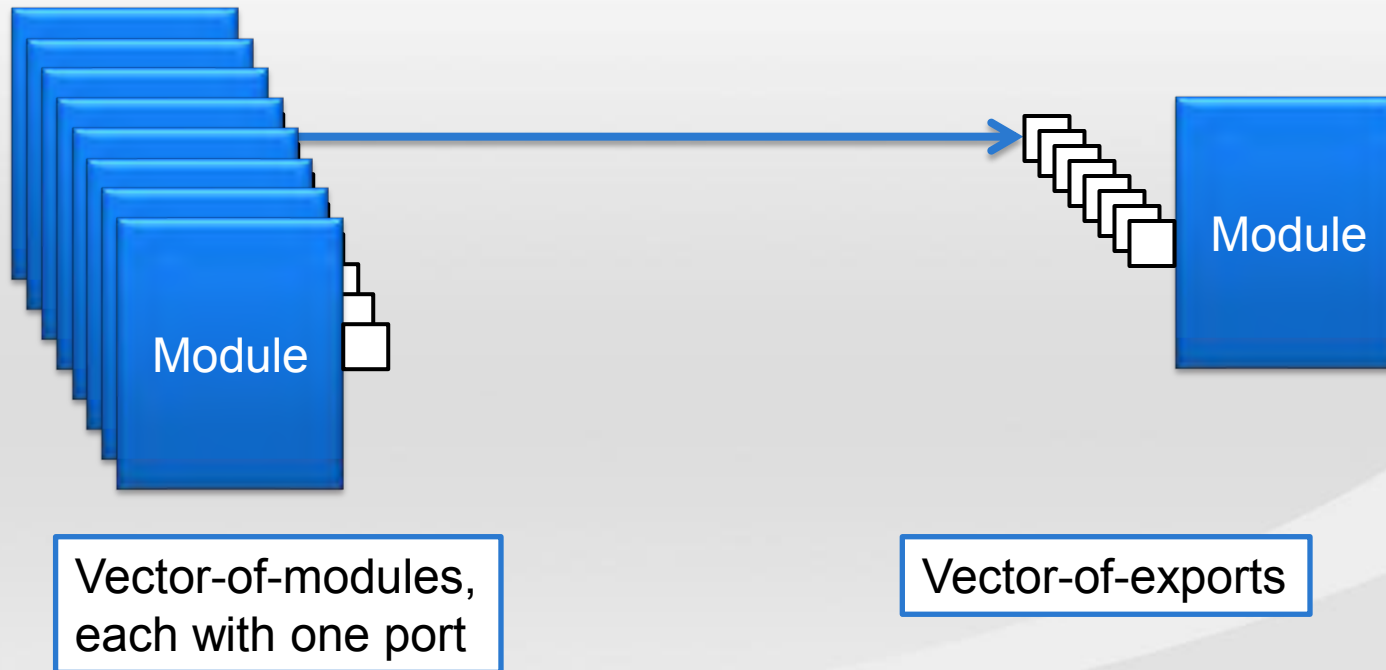 Module
Module
Vector-of-modules,
each with one port
Vector-of-exports